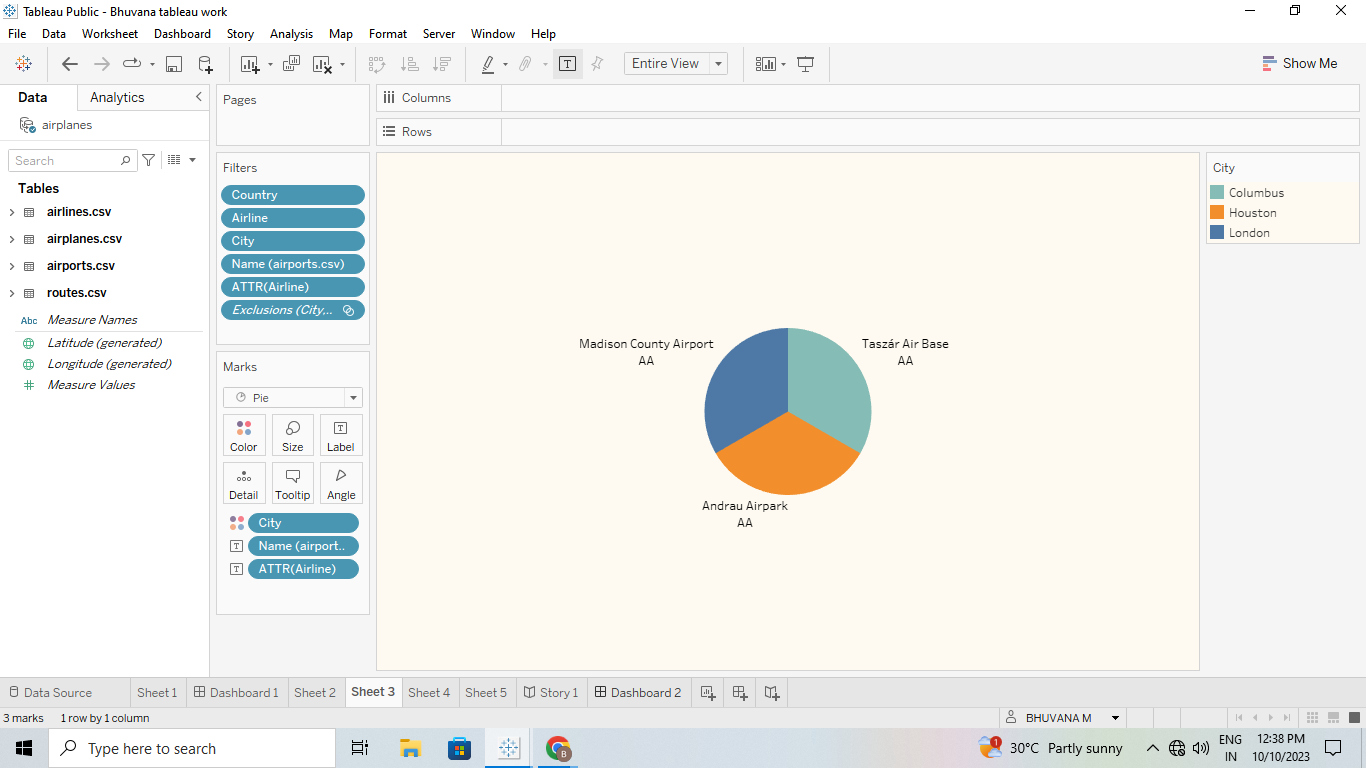 Tableau Public - Bhuvana tableau work
File Data Worksheet Dashboard Story Analysis Map Format Server Window Help
Entire View
Show Me
Data Analytics
airplanes
Search
Tables
airlines.csv
airplanes.csv
airports.csv
routes.csv
Abc Measure Names
Latitude (generated)
Longitude (generated)
# Measure Values
Pages
Filters
Country
Airline
City
Name (airports.csv)
ATTR(Airline)
Exclusions (City,..
Marks
Pie
Color Size Label
Detail Tooltip Angle
City
Name (airport..
ATTR(Airline)
Columns
Rows
Madison County Airport
AA
Taszár Air Base
AA
Andrau Airpark
AA
City
Columbus
Houston
London
Data Source Sheet 1 Dashboard 1 Sheet 2 Sheet 3 Sheet 4 Sheet 5 Story 1 Dashboard 2
3 marks 1 row by 1 column BHUVANA M
Type here to search
B
1
30°C Partly sunny
ENG
IN
12:38 PM
10/10/2023